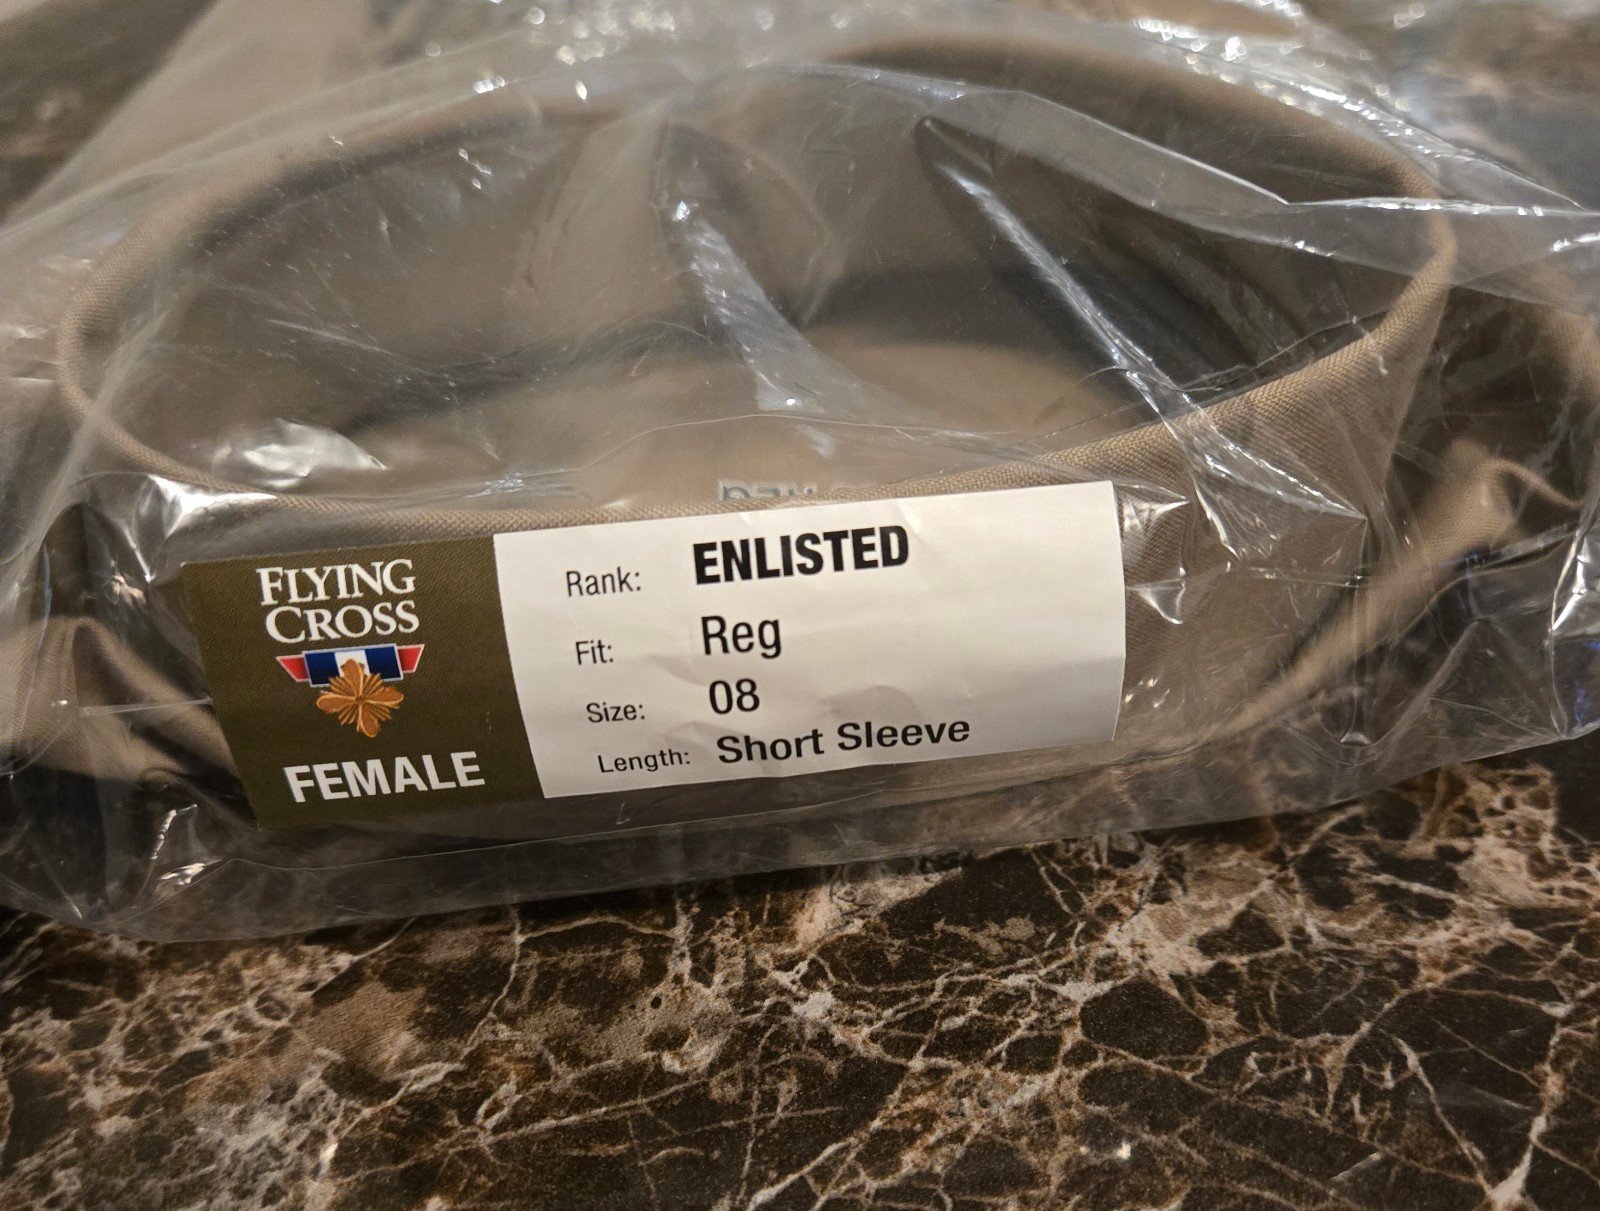 FLYING
CROSS
FEMALE
Rank: ENLISTED
Fit: Reg
Size: 08
Length: Short Sleeve